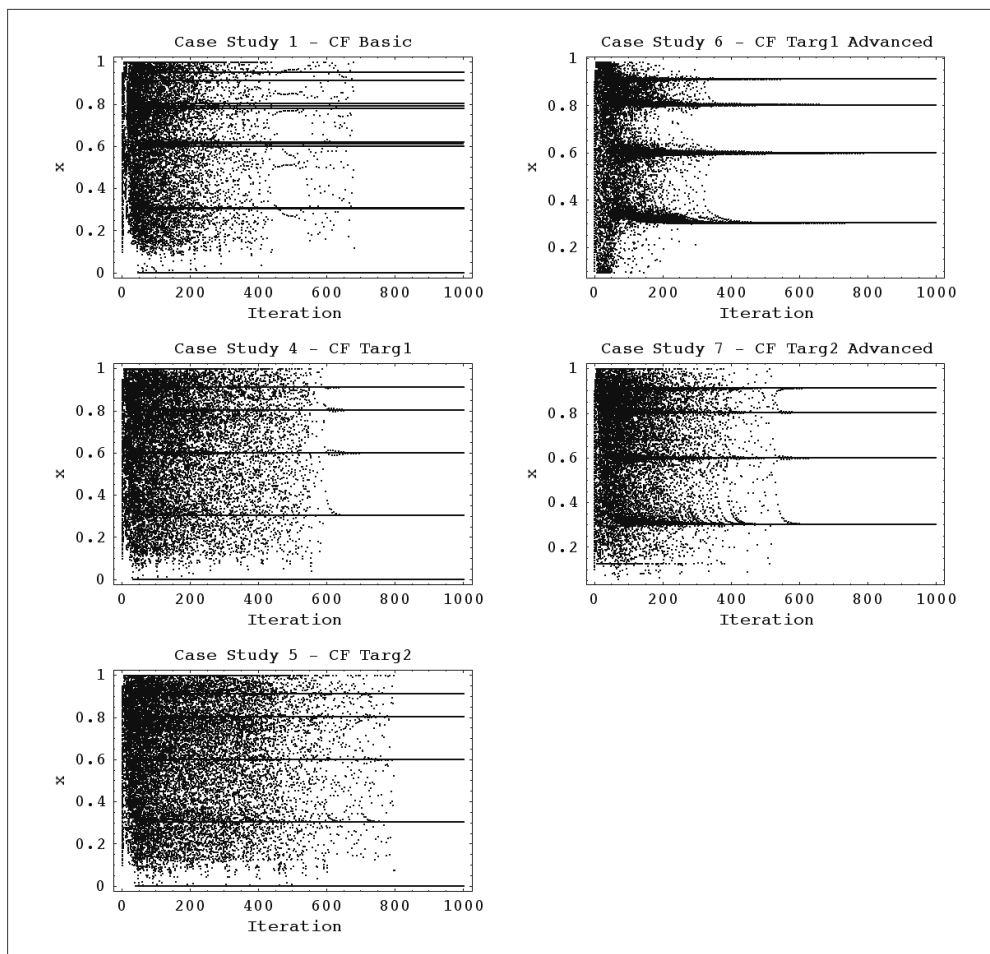 Case Study 1 - CF Basic
1
0.8
0.6
0.4
0.2
0
x
0 200 400 600 800 1000
Iteration
Case Study 6 - CF Targ1 Advanced
1
0.8
0.6
0.4
0.2
x
0 200 400 600 800 1000
Iteration
Case Study 4 - CF Targ1
1
0.8
0.6
0.4
0.2
0
x
0 200 400 600 800 1000
Iteration
Case Study 7 - CF Targ2 Advanced
1
0.8
0.6
0.4
0.2
x
0 200 400 600 800 1000
Iteration
Case Study 5 - CF Targ2
1
0.8
0.6
0.4
0.2
0
x
0 200 400 600 800 1000
Iteration